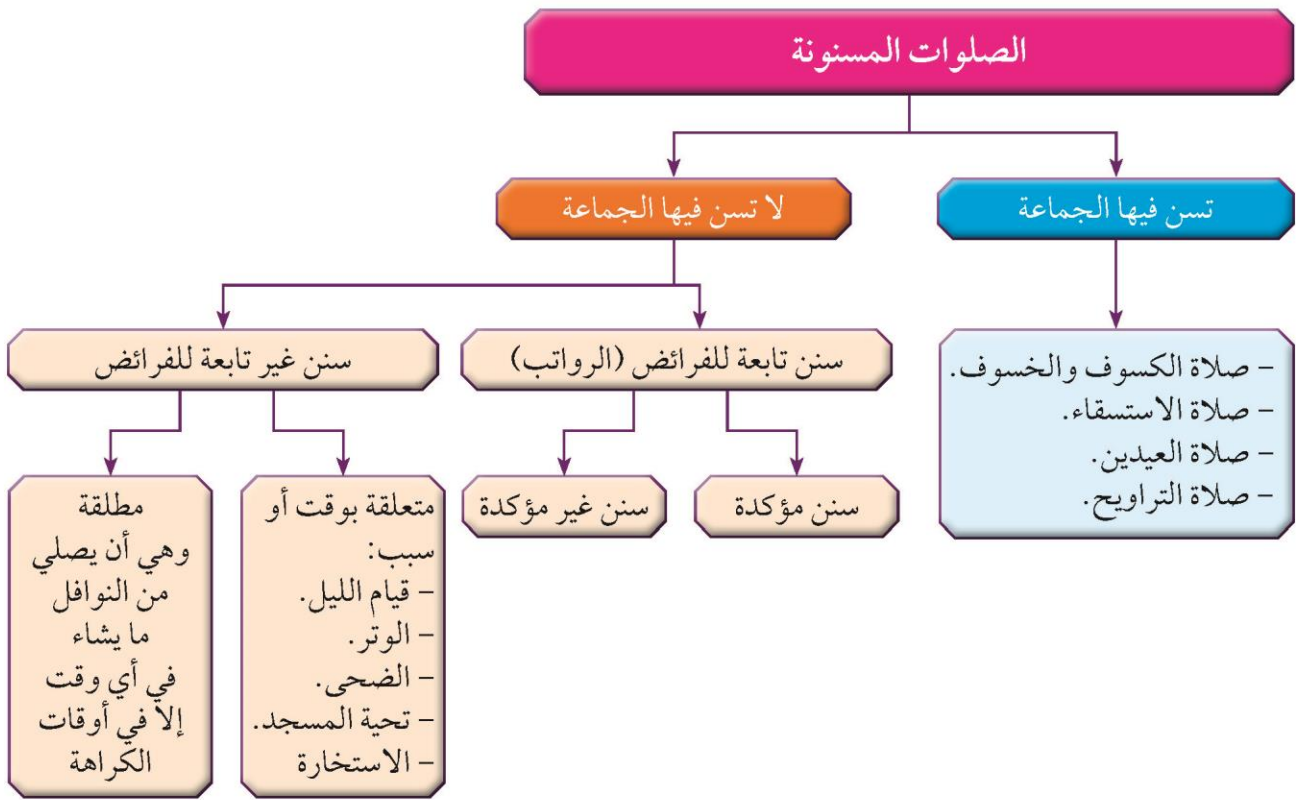 الصلوات المسنونة
تسن فيها الجماعة
- صلاة الكسوف والخسوف.
- صلاة الاستسقاء.
- صلاة العيدين.
- صلاة التراويح.
لا تسن فيها الجماعة
سنن تابعة للفرائض (الرواتب)
سنن مؤكدة
سنن غير مؤكدة
سنن غير تابعة للفرائض
متعلقة بوقت أو
سبب:
- قيام الليل.
- الوتر.
- الضحى.
- تحية المسجد.
- الاستخارة
مطلقة
وهي أن يصلي
من النوافل
ما يشاء
في أي وقت
إلا في أوقات
الكراهة